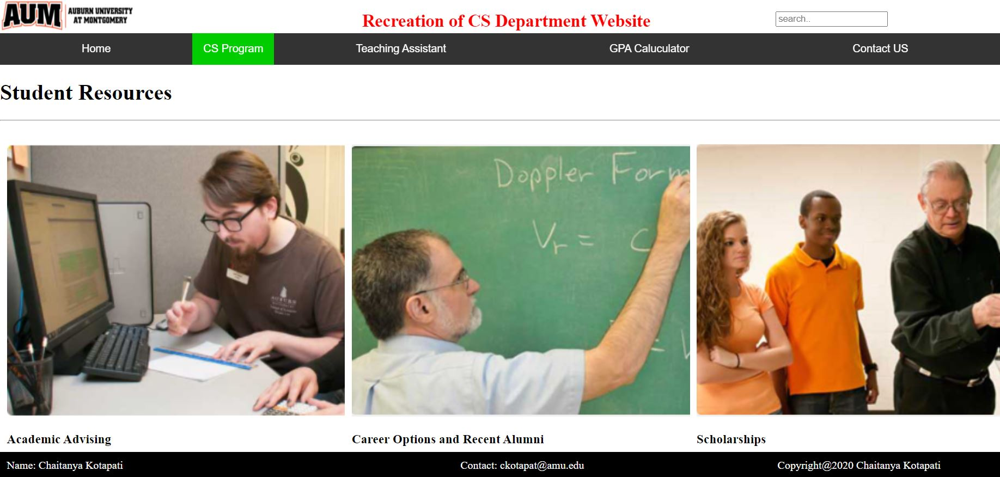 AUM AUBURN UNIVERSITY
AT MONTGOMERY
Recreation of CS Department Website
search..
Home CS Program Teaching Assistant GPA Caluculator Contact US
Student Resources
AUBURN
Doppler Form
Vr = C
=
Academic Advising
Career Options and Recent Alumni
Scholarships
Name: Chaitanya Kotapati Contact: ckotapat@amu.edu Copyright@2020 Chaitanya Kotapati